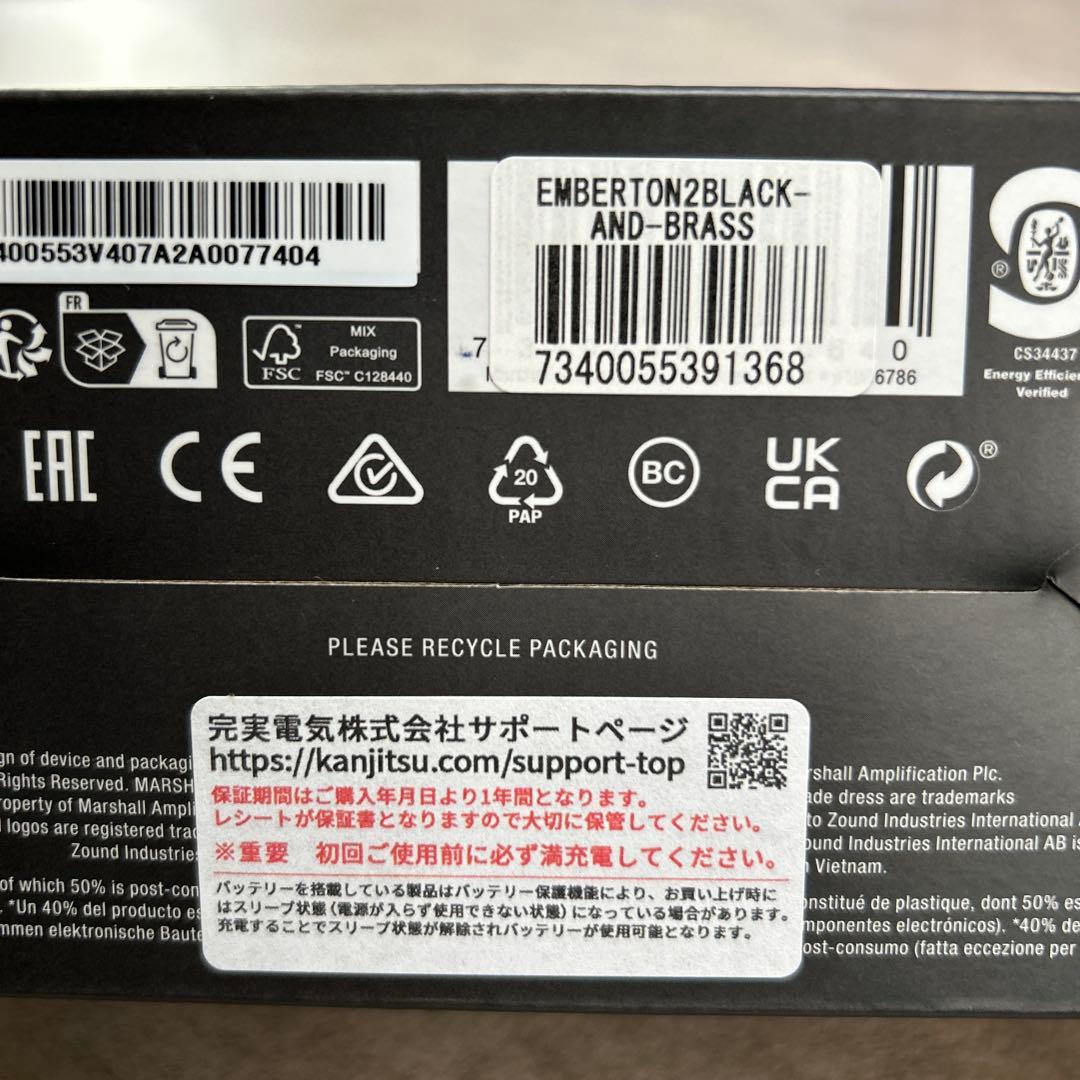 400553V407A2A0077404
EMBERTON2BLACK-
AND-BRASS
7340055391368
7
0
6786
FR
FSC
MIX
Packaging
FSC™ C128440
®
CS34437
Energy Efficien
Verified
EAC
CE
20
PAP
BC
UK
CA
®
PLEASE RECYCLE PACKAGING
完実電気株式会社サポートページ
https://kanjitsu.com/support-top
保証期間はご購入年月日より1年間となります。
レシートが保証書となりますので大切に保管してください。
※重要 初回ご使用前に必ず満充電してください。
バッテリーを搭載している製品はバッテリー保護機能により、お買い上げ時に
はスリープ状態(電源が入らず使用できない状態)になっている場合があります。
充電することでスリープ状態が解除されバッテリーが使用可能となります。
ign of device and packagi
Rights Reserved. MARSH
roperty of Marshall Ampli
logos are registered trad
Zound Industries
of which 50% is post-con
. *Un 40% del producto es
mmen elektronische Baute
rshall Amplification Plc.
ade dress are trademarks
to Zound Industries International
ound Industries International AB is
Vietnam.
onstitué de plastique, dont 50% es
mponentes electrónicos). *40% de
ost-consumo (fatta eccezione per